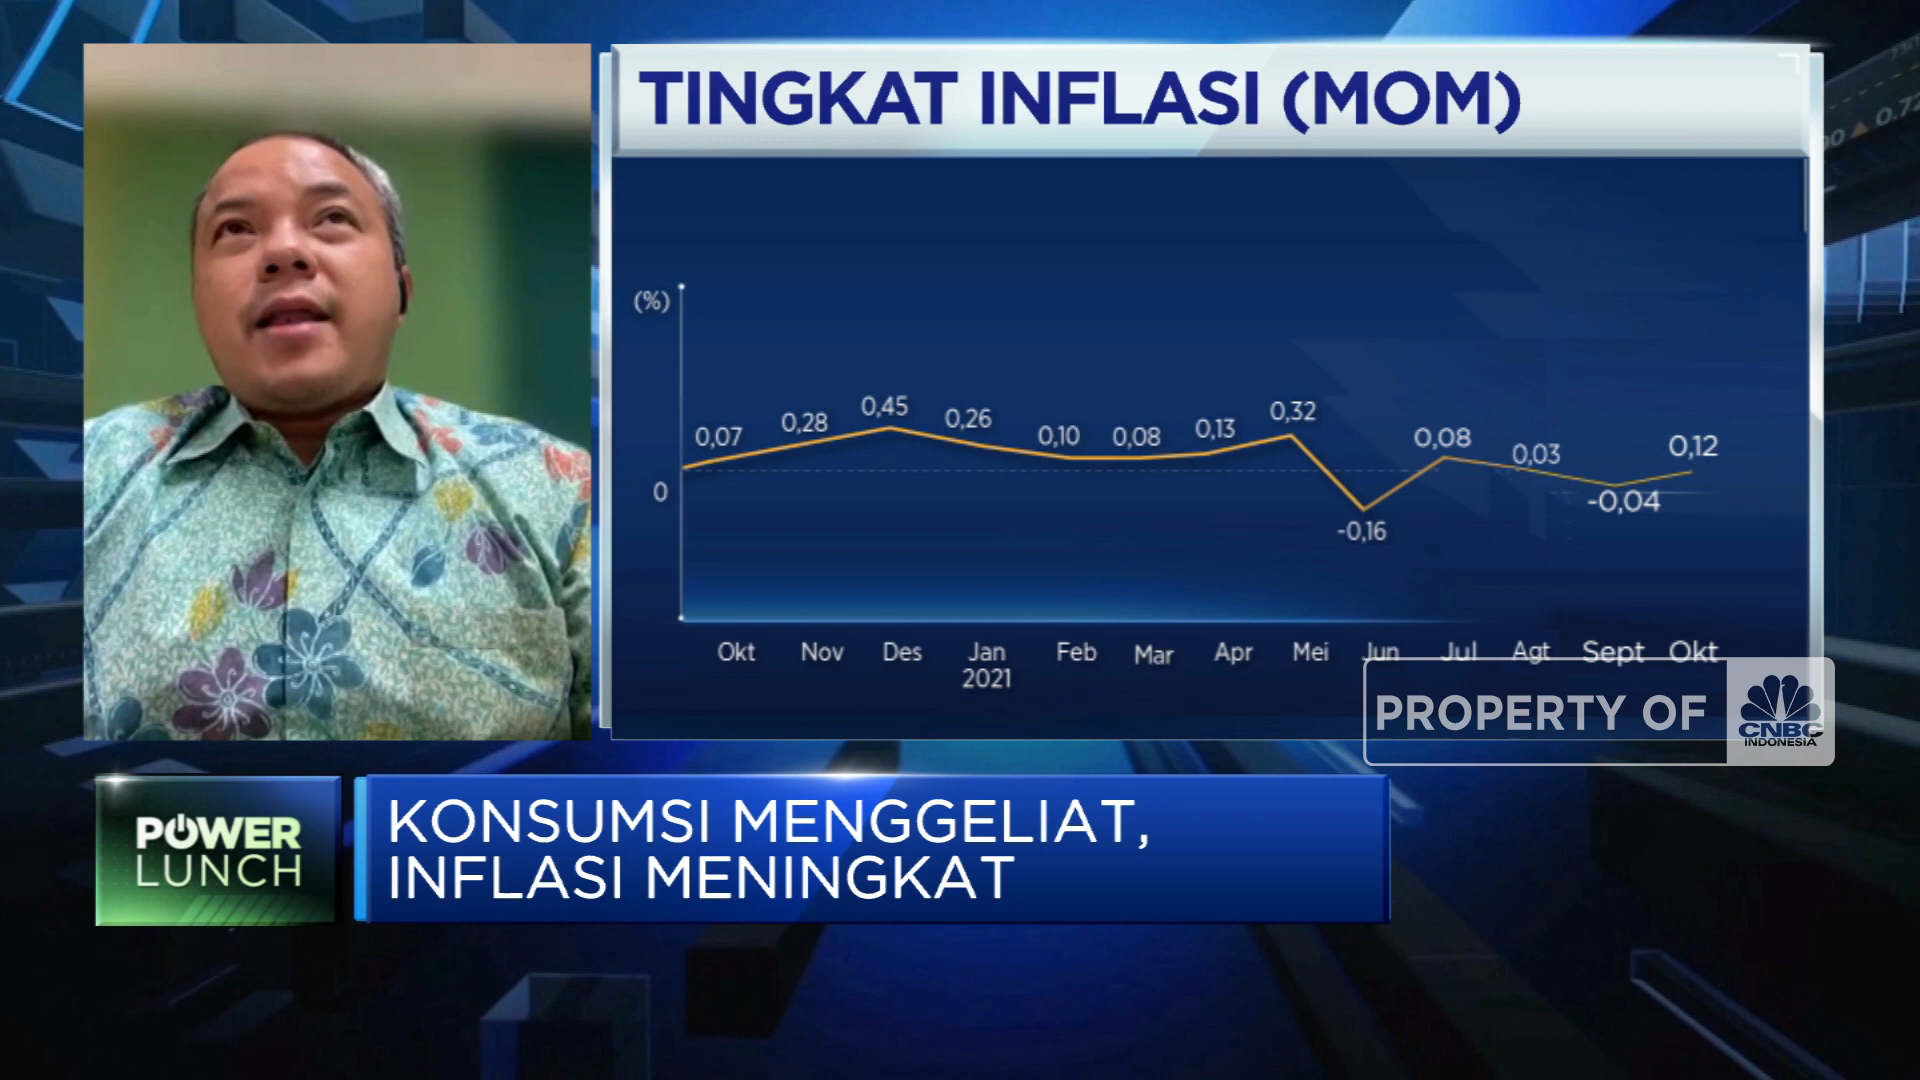 TINGKAT INFLASI (MOM)
(%)
0,07 0,28 0,45 0,26 0,10 0,08 0,13 0,32 -0,16 0,08 0,03 -0,04 0,12
0
Okt Nov Des Jan Feb Mar Apr Mei Jun Jul Agt Sept Okt
2021
PROPERTY OF
CNBC
INDONESIA
POWER
LUNCH
KONSUMSI MENGGELIAT,
INFLASI MENINGKAT